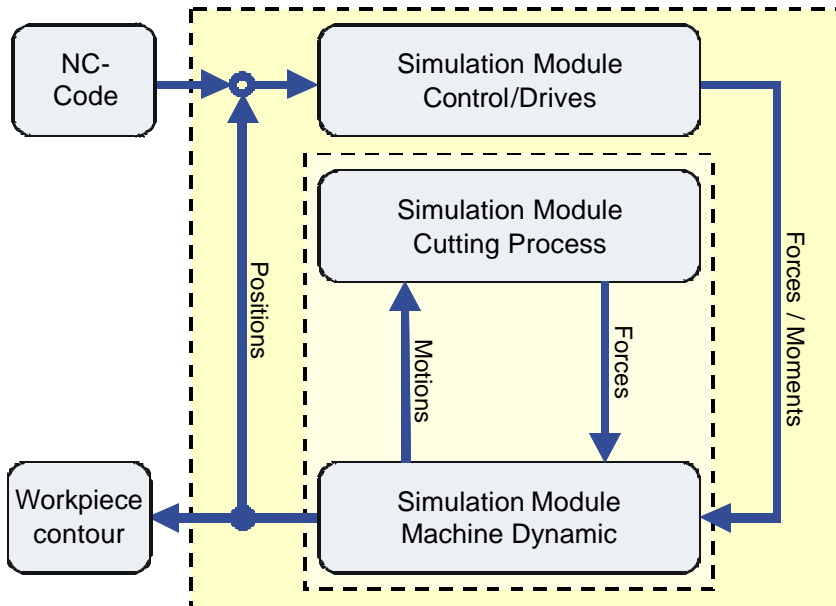 NC-
Code
Simulation Module
Control/Drives
Simulation Module
Cutting Process
Positions
Motions
Forces
Forces / Moments
Workpiece
contour
Simulation Module
Machine Dynamic